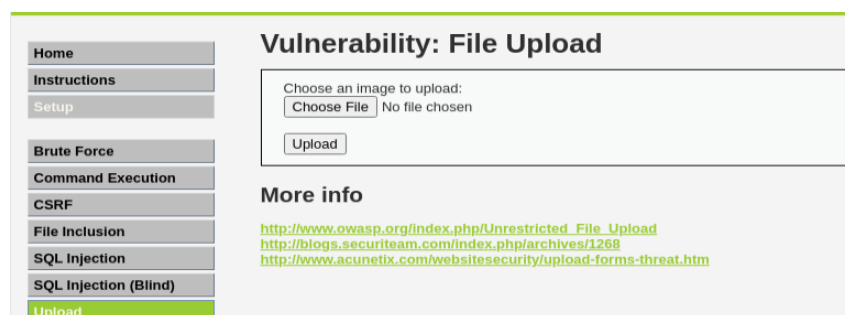 Home
Instructions
Setup
Brute Force
Command Execution
CSRF
File Inclusion
SQL Injection
SQL Injection (Blind)
Upload
Vulnerability: File Upload
Choose an image to upload:
Choose File No file chosen
Upload
More info
http://www.owasp.org/index.php/Unrestricted_File_Upload
http://blogs.securiteam.com/index.php/archives/1268
http://www.acunetix.com/websitesecurity/upload-forms-threat.htm